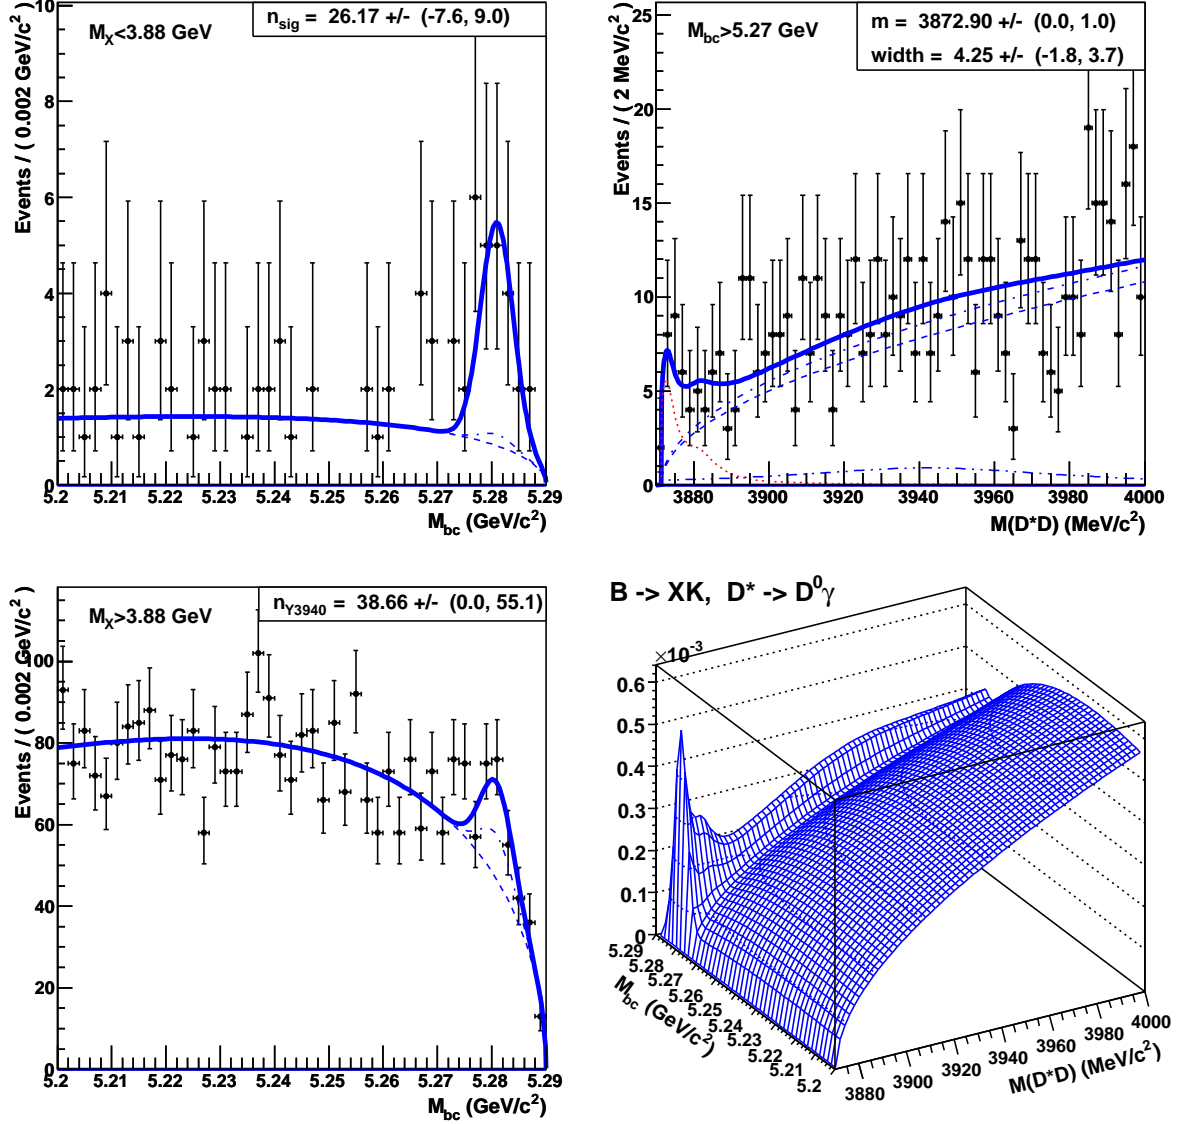 n_sig = 26.17 +/- (-7.6, 9.0)
M_X<3.88 GeV
Events / ( 0.002 GeV/c^2 )
10
8
6
4
2
0
5.2 5.21 5.22 5.23 5.24 5.25 5.26 5.27 5.28 5.29
M_bc (GeV/c^2)
m = 3872.90 +/- (0.0, 1.0)
width = 4.25 +/- (-1.8, 3.7)
M_bc>5.27 GeV
Events / ( 2 MeV/c^2 )
25
20
15
10
5
0
3880 3900 3920 3940 3960 3980 4000
M(D*D) (MeV/c^2)
n_Y3940 = 38.66 +/- (0.0, 55.1)
M_X>3.88 GeV
Events / ( 0.002 GeV/c^2 )
100
80
60
40
20
0
5.2 5.21 5.22 5.23 5.24 5.25 5.26 5.27 5.28 5.29
M_bc (GeV/c^2)
B -> XK, D* -> D^0γ
×10^-3
0.6
0.5
0.4
0.3
0.2
0.1
0
5.29
5.28
5.27
5.26
5.25
5.24
5.23
5.22
5.21
5.2
M_bc (GeV/c^2)
3880 3900 3920 3940 3960 3980 4000
M(D*D) (MeV/c^2)